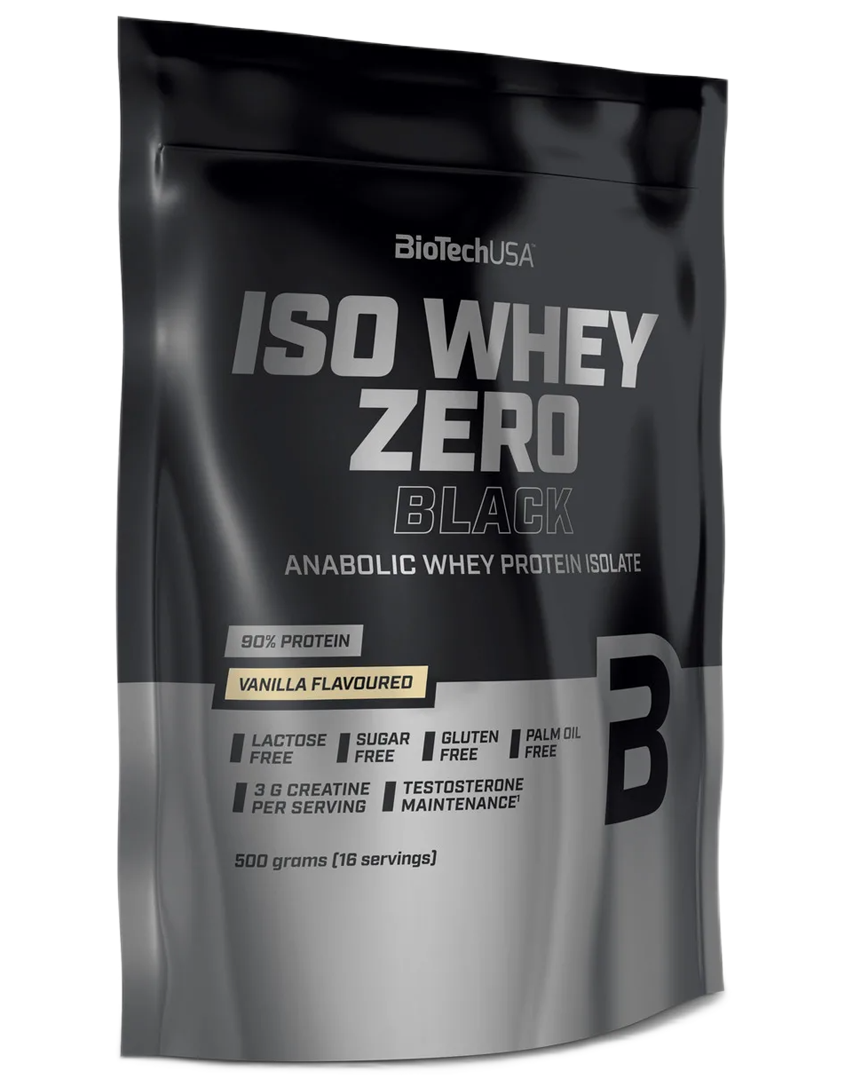 BioTechUSA™
ISO WHEY
ZERO
BLACK
ANABOLIC WHEY PROTEIN ISOLATE
90% PROTEIN
VANILLA FLAVOURED
LACTOSE FREE
SUGAR FREE
GLUTEN FREE
PALM OIL FREE
3 G CREATINE PER SERVING
TESTOSTERONE MAINTENANCE¹
B
500 grams (16 servings)